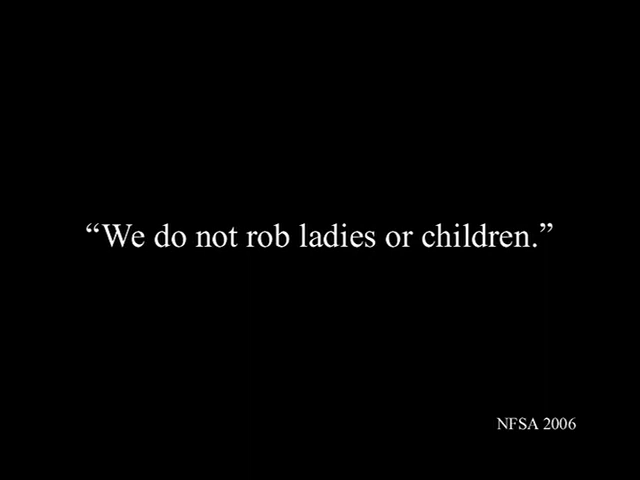 “We do not rob ladies or children.”
NFSA 2006